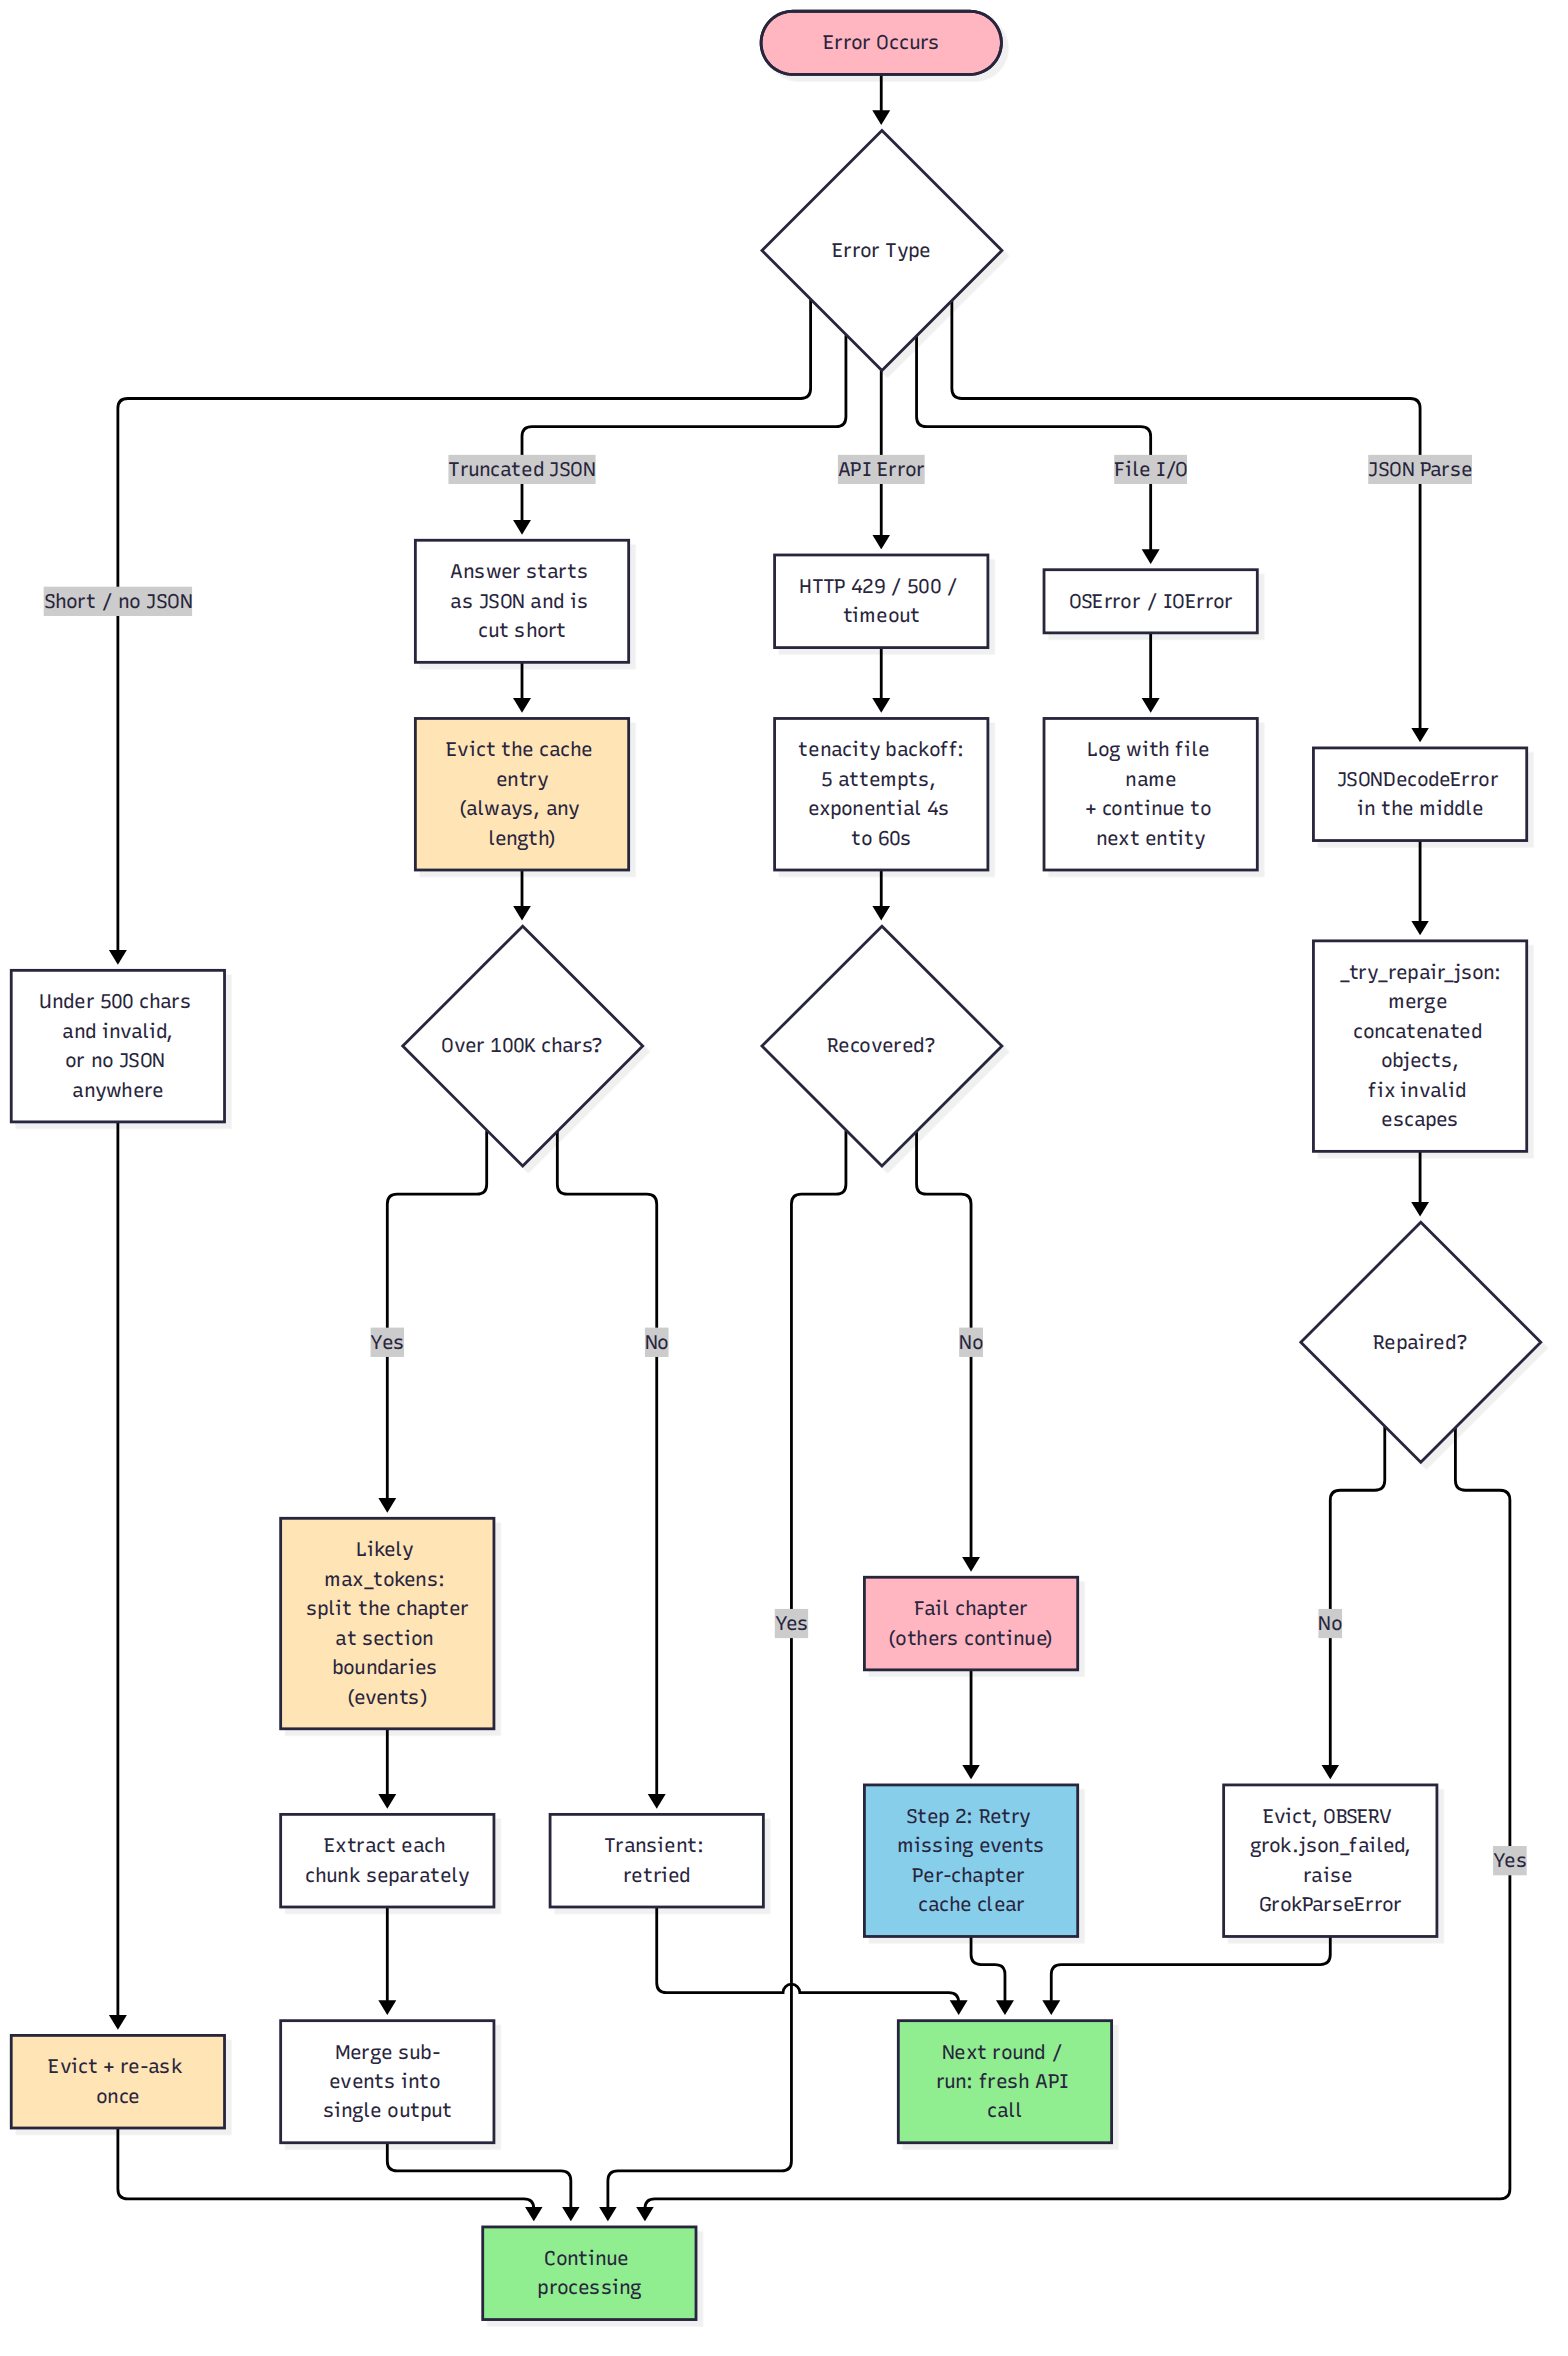 Error Occurs
Error Type
Truncated JSON
API Error
File I/O
JSON Parse
Short / no JSON
Answer starts
as JSON and is
cut short
HTTP 429 / 500 /
timeout
OSError / IOError
Evict the cache
entry
(always, any
length)
tenacity backoff:
5 attempts,
exponential 4s
to 60s
Log with file
name
+ continue to
next entity
JSONDecodeError
in the middle
Under 500 chars
and invalid,
or no JSON
anywhere
Over 100K chars?
Recovered?
_try_repair_json:
merge
concatenated
objects,
fix invalid
escapes
Yes
No
No
Repaired?
Likely
max_tokens:
split the chapter
at section
boundaries
(events)
Yes
Fail chapter
(others continue)
No
Extract each
chunk separately
Transient:
retried
Step 2: Retry
missing events
Per-chapter
cache clear
Evict, OBSERV
grok.json_failed,
raise
GrokParseError
Yes
Evict + re-ask
once
Merge sub-
events into
single output
Next round /
run: fresh API
call
Continue
processing